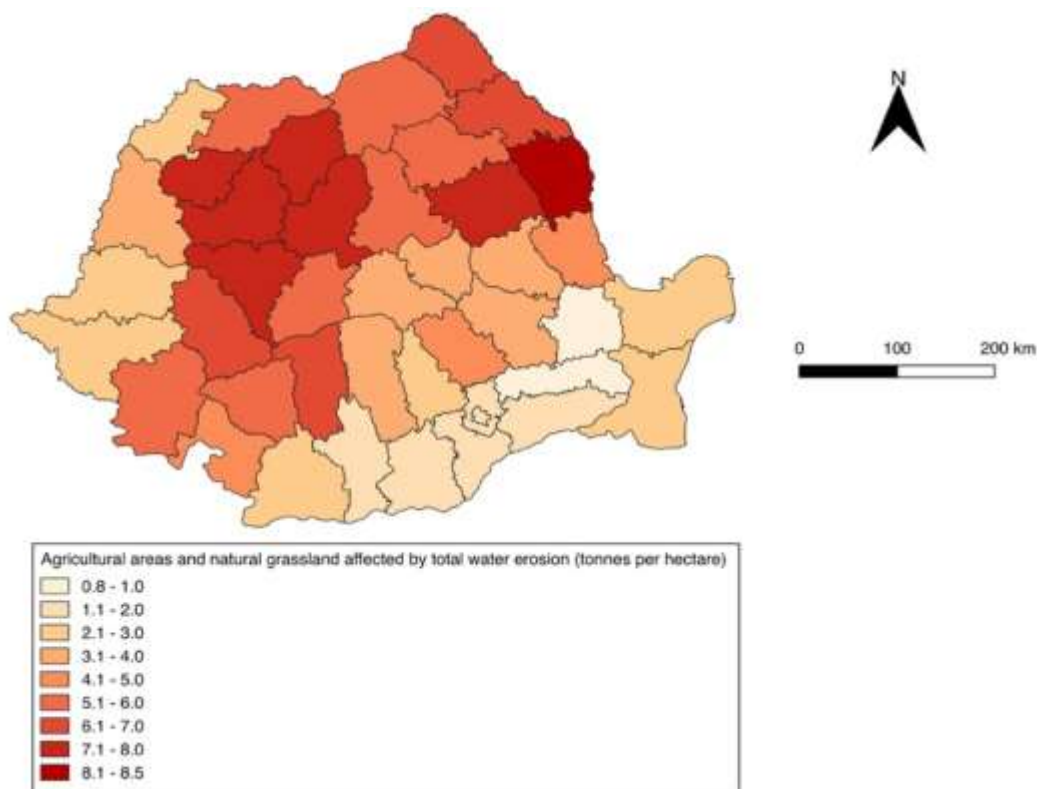 N
0 100 200 km
Agricultural areas and natural grassland affected by total water erosion (tonnes per hectare)
0.8 - 1.0
1.1 - 2.0
2.1 - 3.0
3.1 - 4.0
4.1 - 5.0
5.1 - 6.0
6.1 - 7.0
7.1 - 8.0
8.1 - 8.5